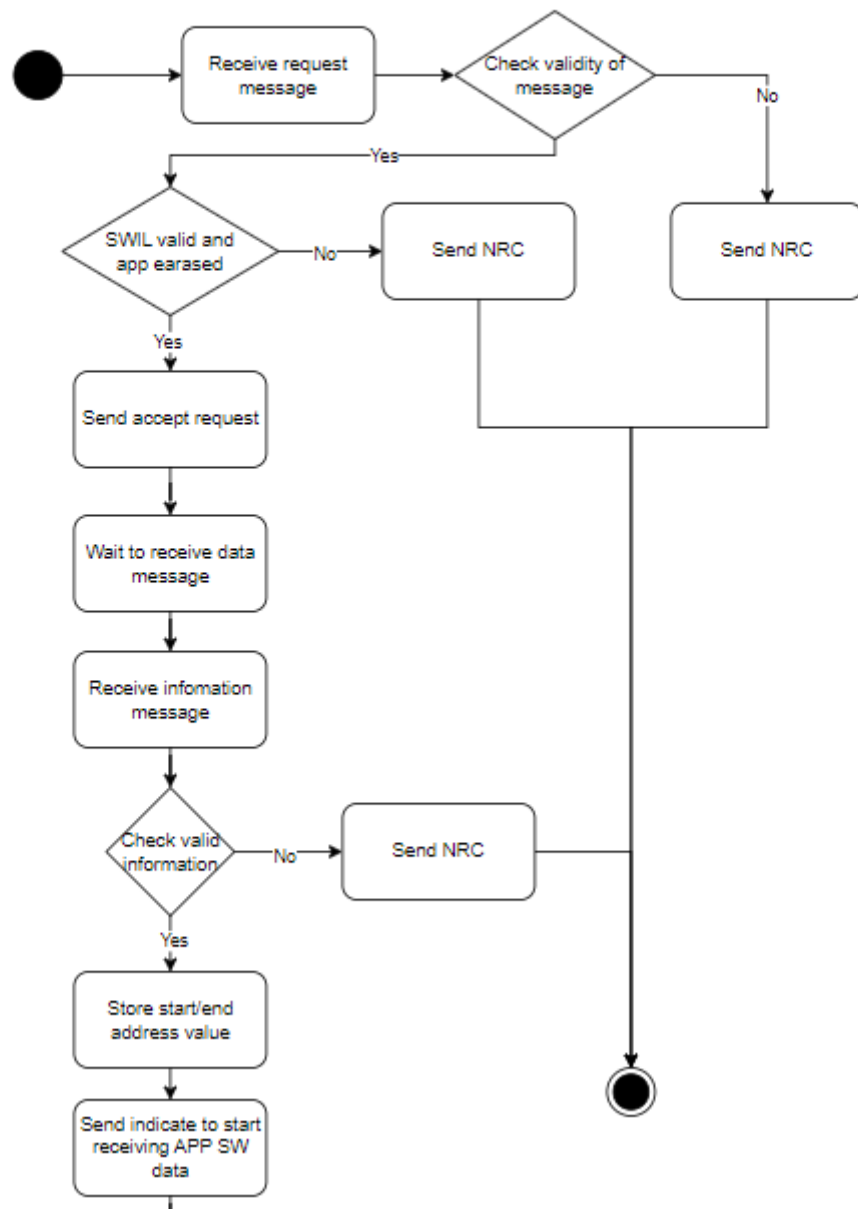 Receive request
message
Check validity of
message
No
Yes
SWIL valid and
app earased
No
Send NRC
Send NRC
Yes
Send accept request
Wait to receive data
message
Receive infomation
message
Check valid
information
No
Send NRC
Yes
Store start/end
address value
Send indicate to start
receiving APP SW
data